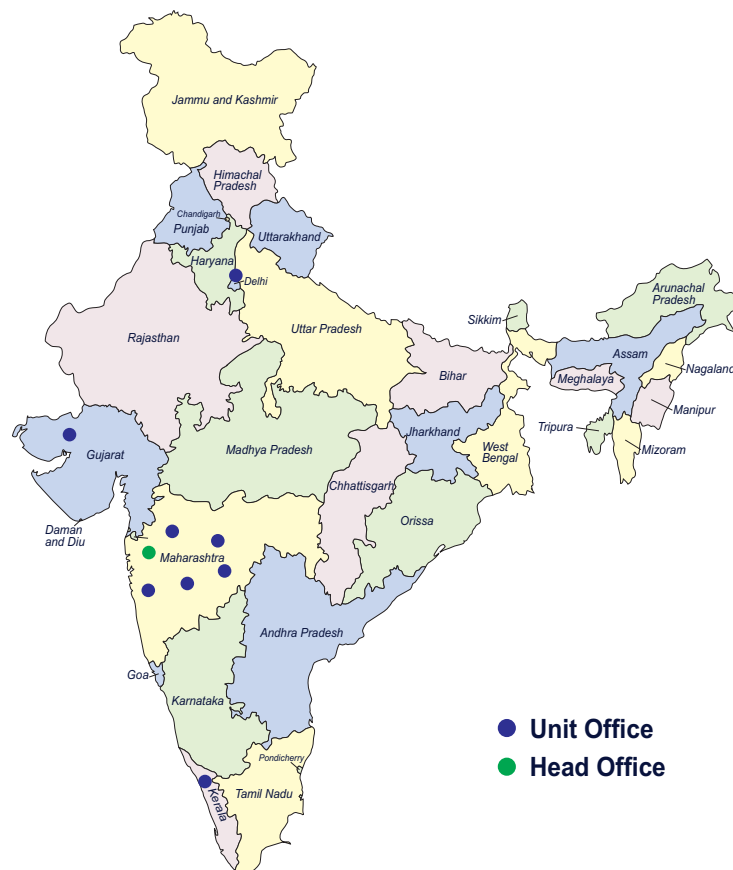 Jammu and Kashmir
Himachal
Pradesh
Chandigarh
Punjab
Uttarakhand
Haryana
Delhi
Arunachal
Pradesh
Sikkim
Uttar Pradesh
Rajasthan
Assam
Nagaland
Bihar
Meghalaya
Manipur
Tripura
Jharkhand
Gujarat
Madhya Pradesh
West
Bengal
Mizoram
Chhattisgarh
Orissa
Daman
and Diu
Maharashtra
Andhra Pradesh
Goa
Karnataka
Unit Office
Pondicherry
Head Office
Tamil Nadu
Kerala